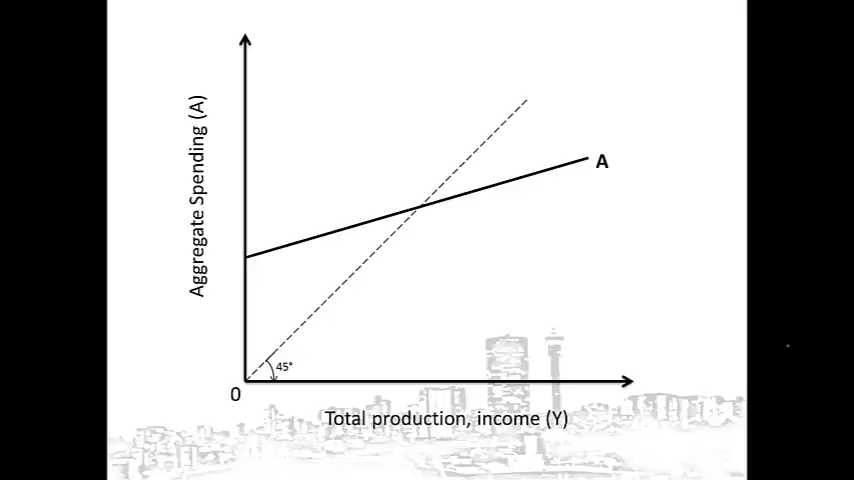 Aggregate Spending (A)
A
45°
0
Total production, income (Y)